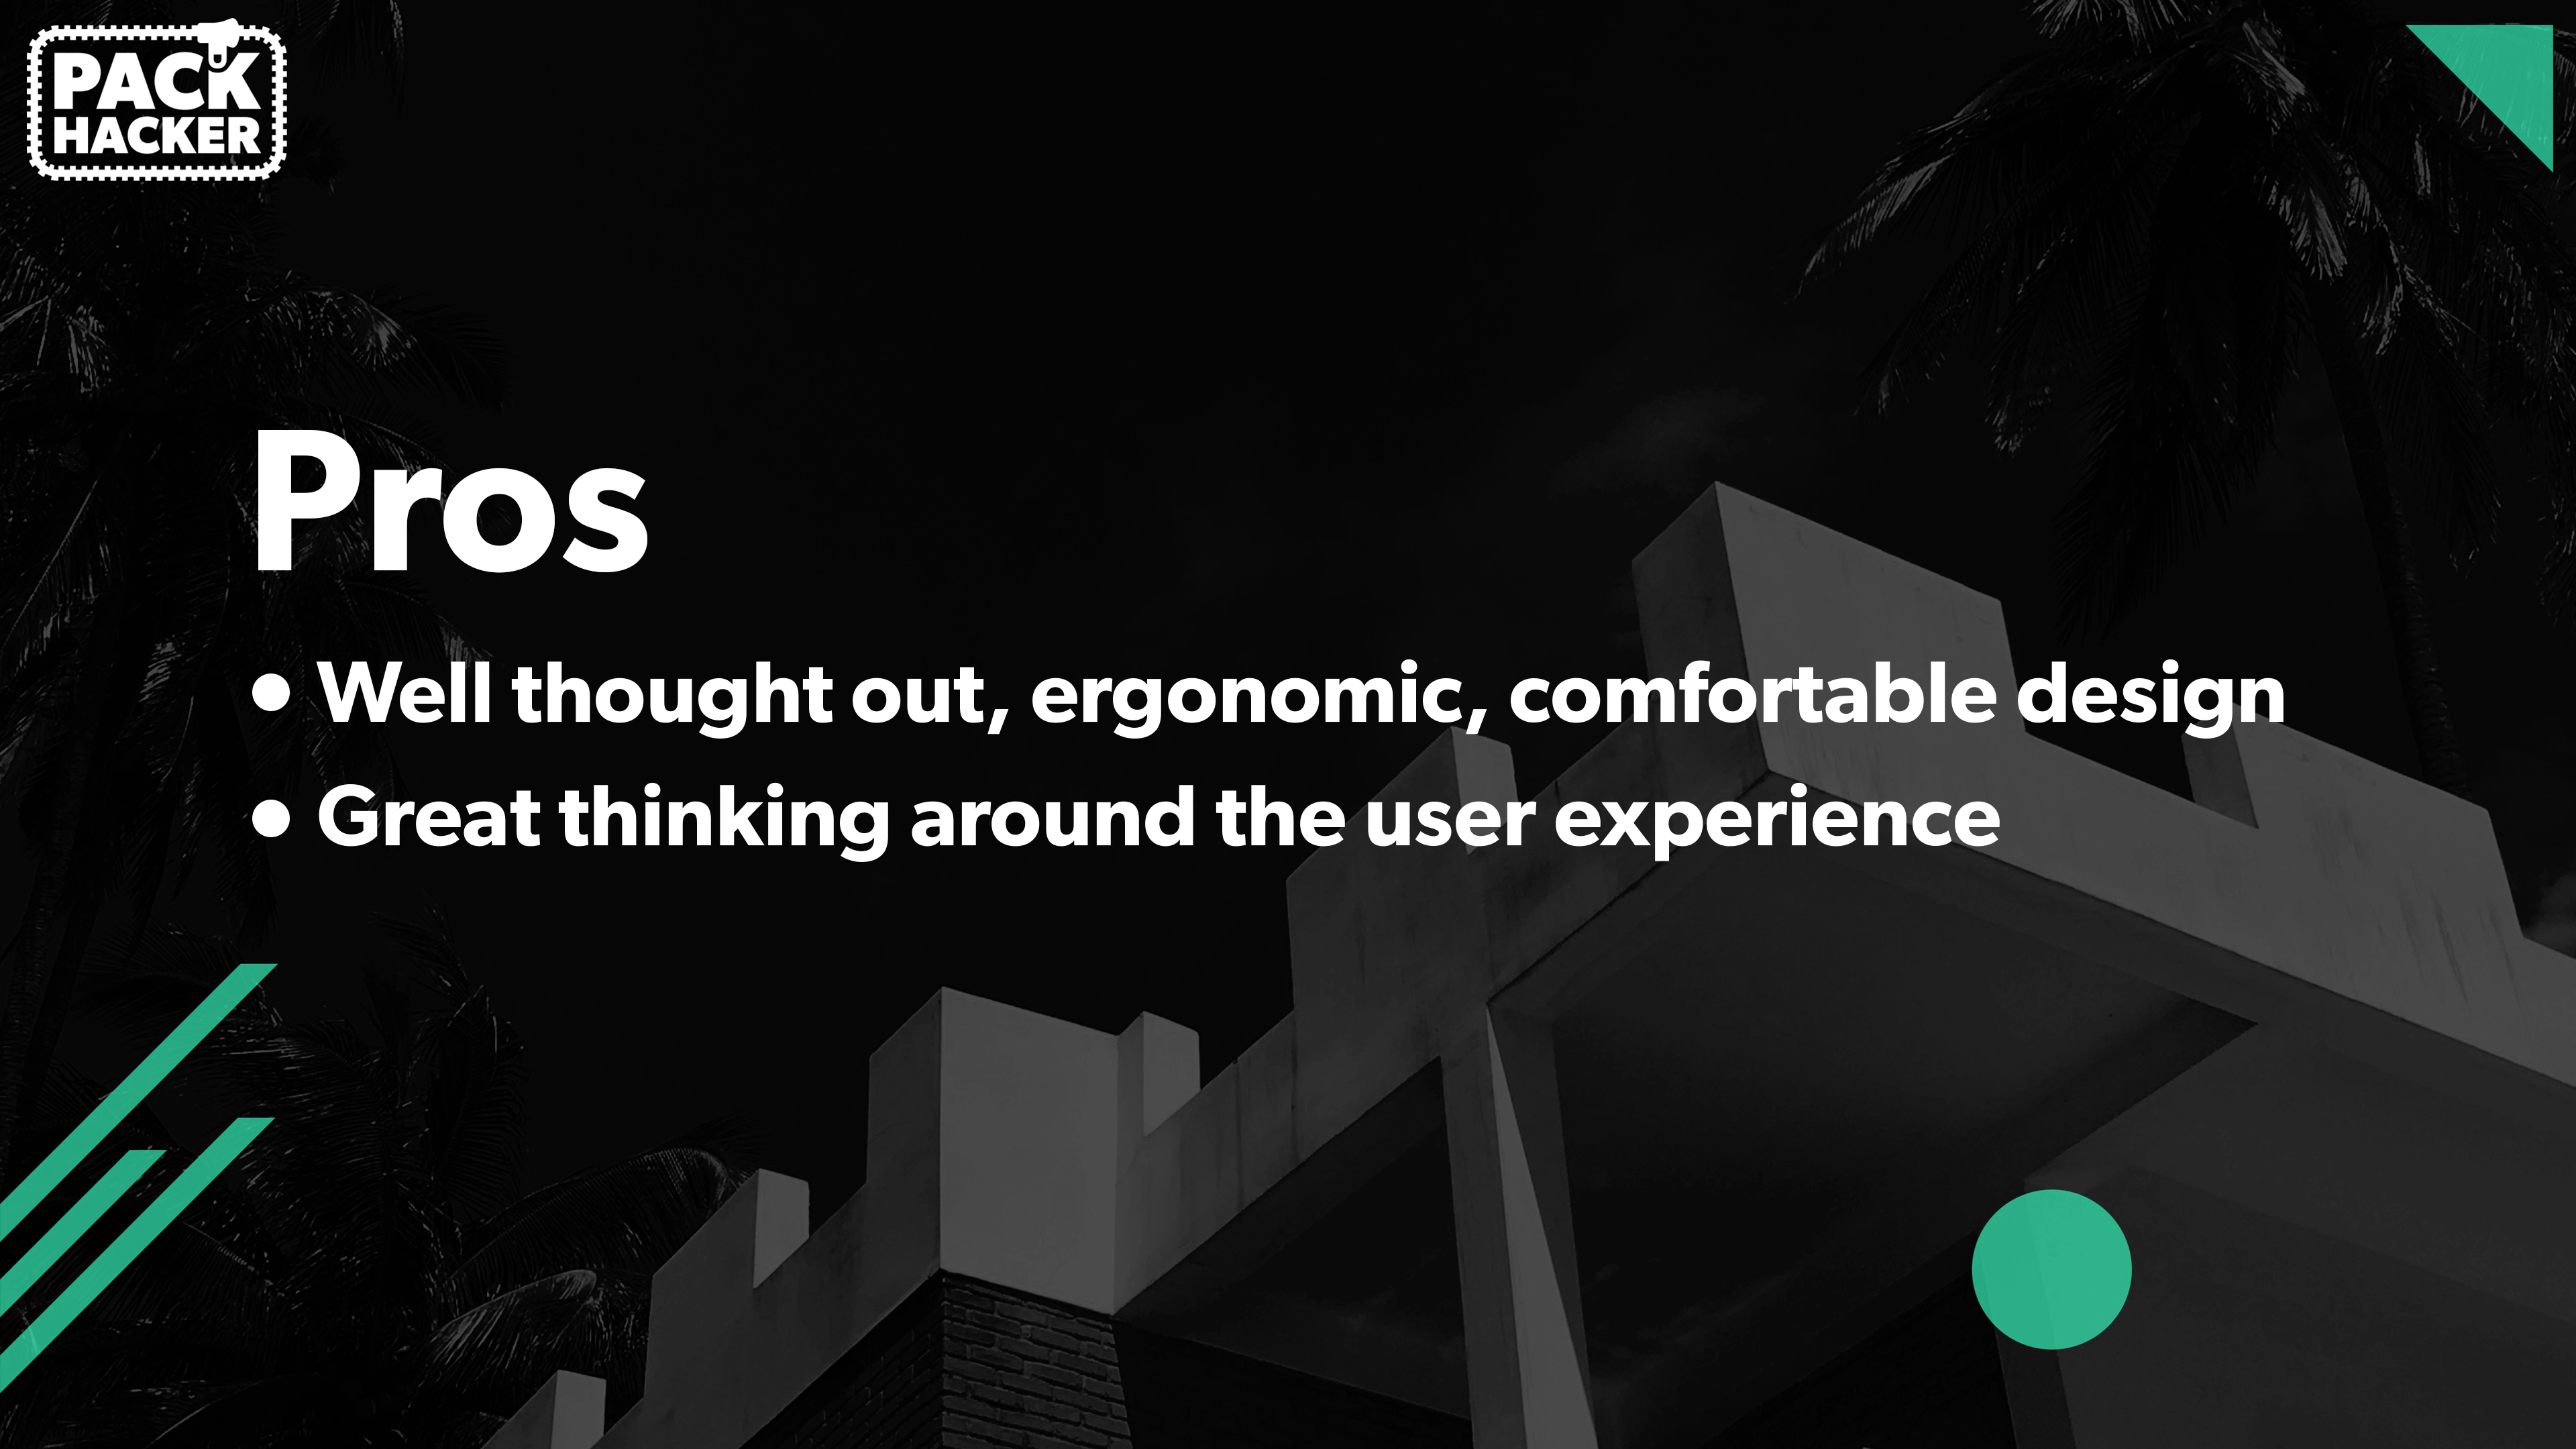 PACK
HACKER
Pros
• Well thought out, ergonomic, comfortable design
• Great thinking around the user experience